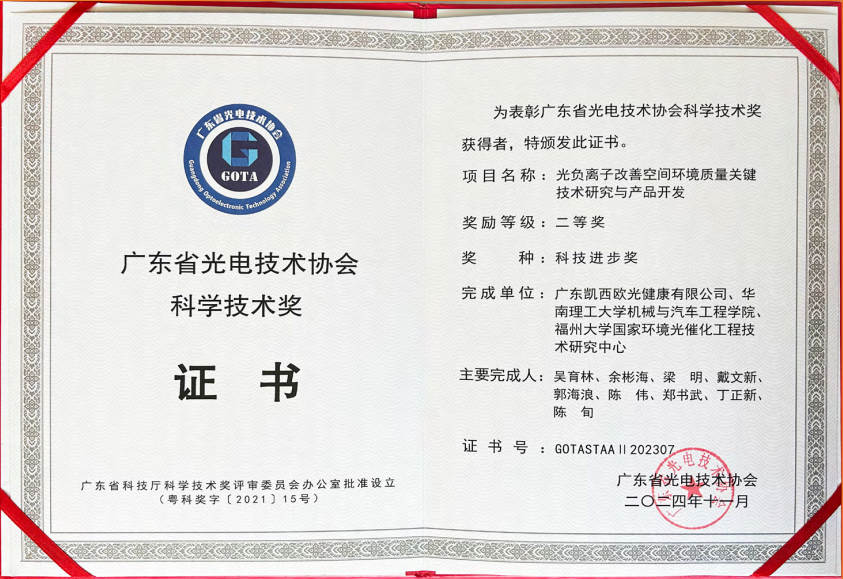 广东省光电技术协会
GOTA
Guangdong Optoelectronic Technology Association
广东省光电技术协会
科学技术奖
证 书
广东省科技厅科学技术奖评审委员会办公室批准设立
（粤科奖字〔2021〕15号）
为表彰广东省光电技术协会科学技术奖
获得者，特颁发此证书。
项目名称：光负离子改善空间环境质量关键
技术研究与产品开发
奖励等级：二等奖
奖 种：科技进步奖
完成单位：广东凯西欧光健康有限公司、华
南理工大学机械与汽车工程学院、
福州大学国家环境光催化工程技
术研究中心
主要完成人：吴育林、余彬海、梁 明、戴文新、
郭海浪、陈 伟、郑书武、丁正新、
陈 旬
证 书 号：GOTASTAAⅡ202307
广东省光电技术协会
二〇二四年十一月
广东省光电技术协会